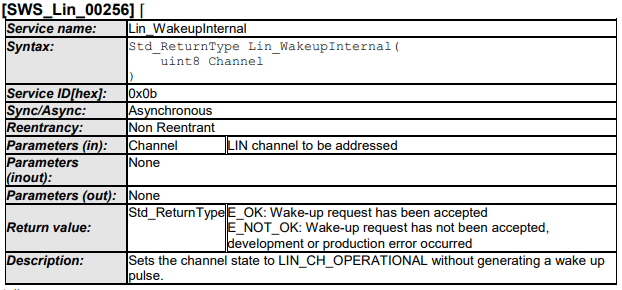 [SWS_Lin_00256] ⌈
Service name: Lin_WakeupInternal
Syntax: Std_ReturnType Lin_WakeupInternal(
uint8 Channel
)
Service ID[hex]: 0x0b
Sync/Async: Asynchronous
Reentrancy: Non Reentrant
Parameters (in): Channel LIN channel to be addressed
Parameters None
(inout):
Parameters (out): None
Return value: Std_ReturnType E_OK: Wake-up request has been accepted
E_NOT_OK: Wake-up request has not been accepted,
development or production error occurred
Description: Sets the channel state to LIN_CH_OPERATIONAL without generating a wake up
pulse.